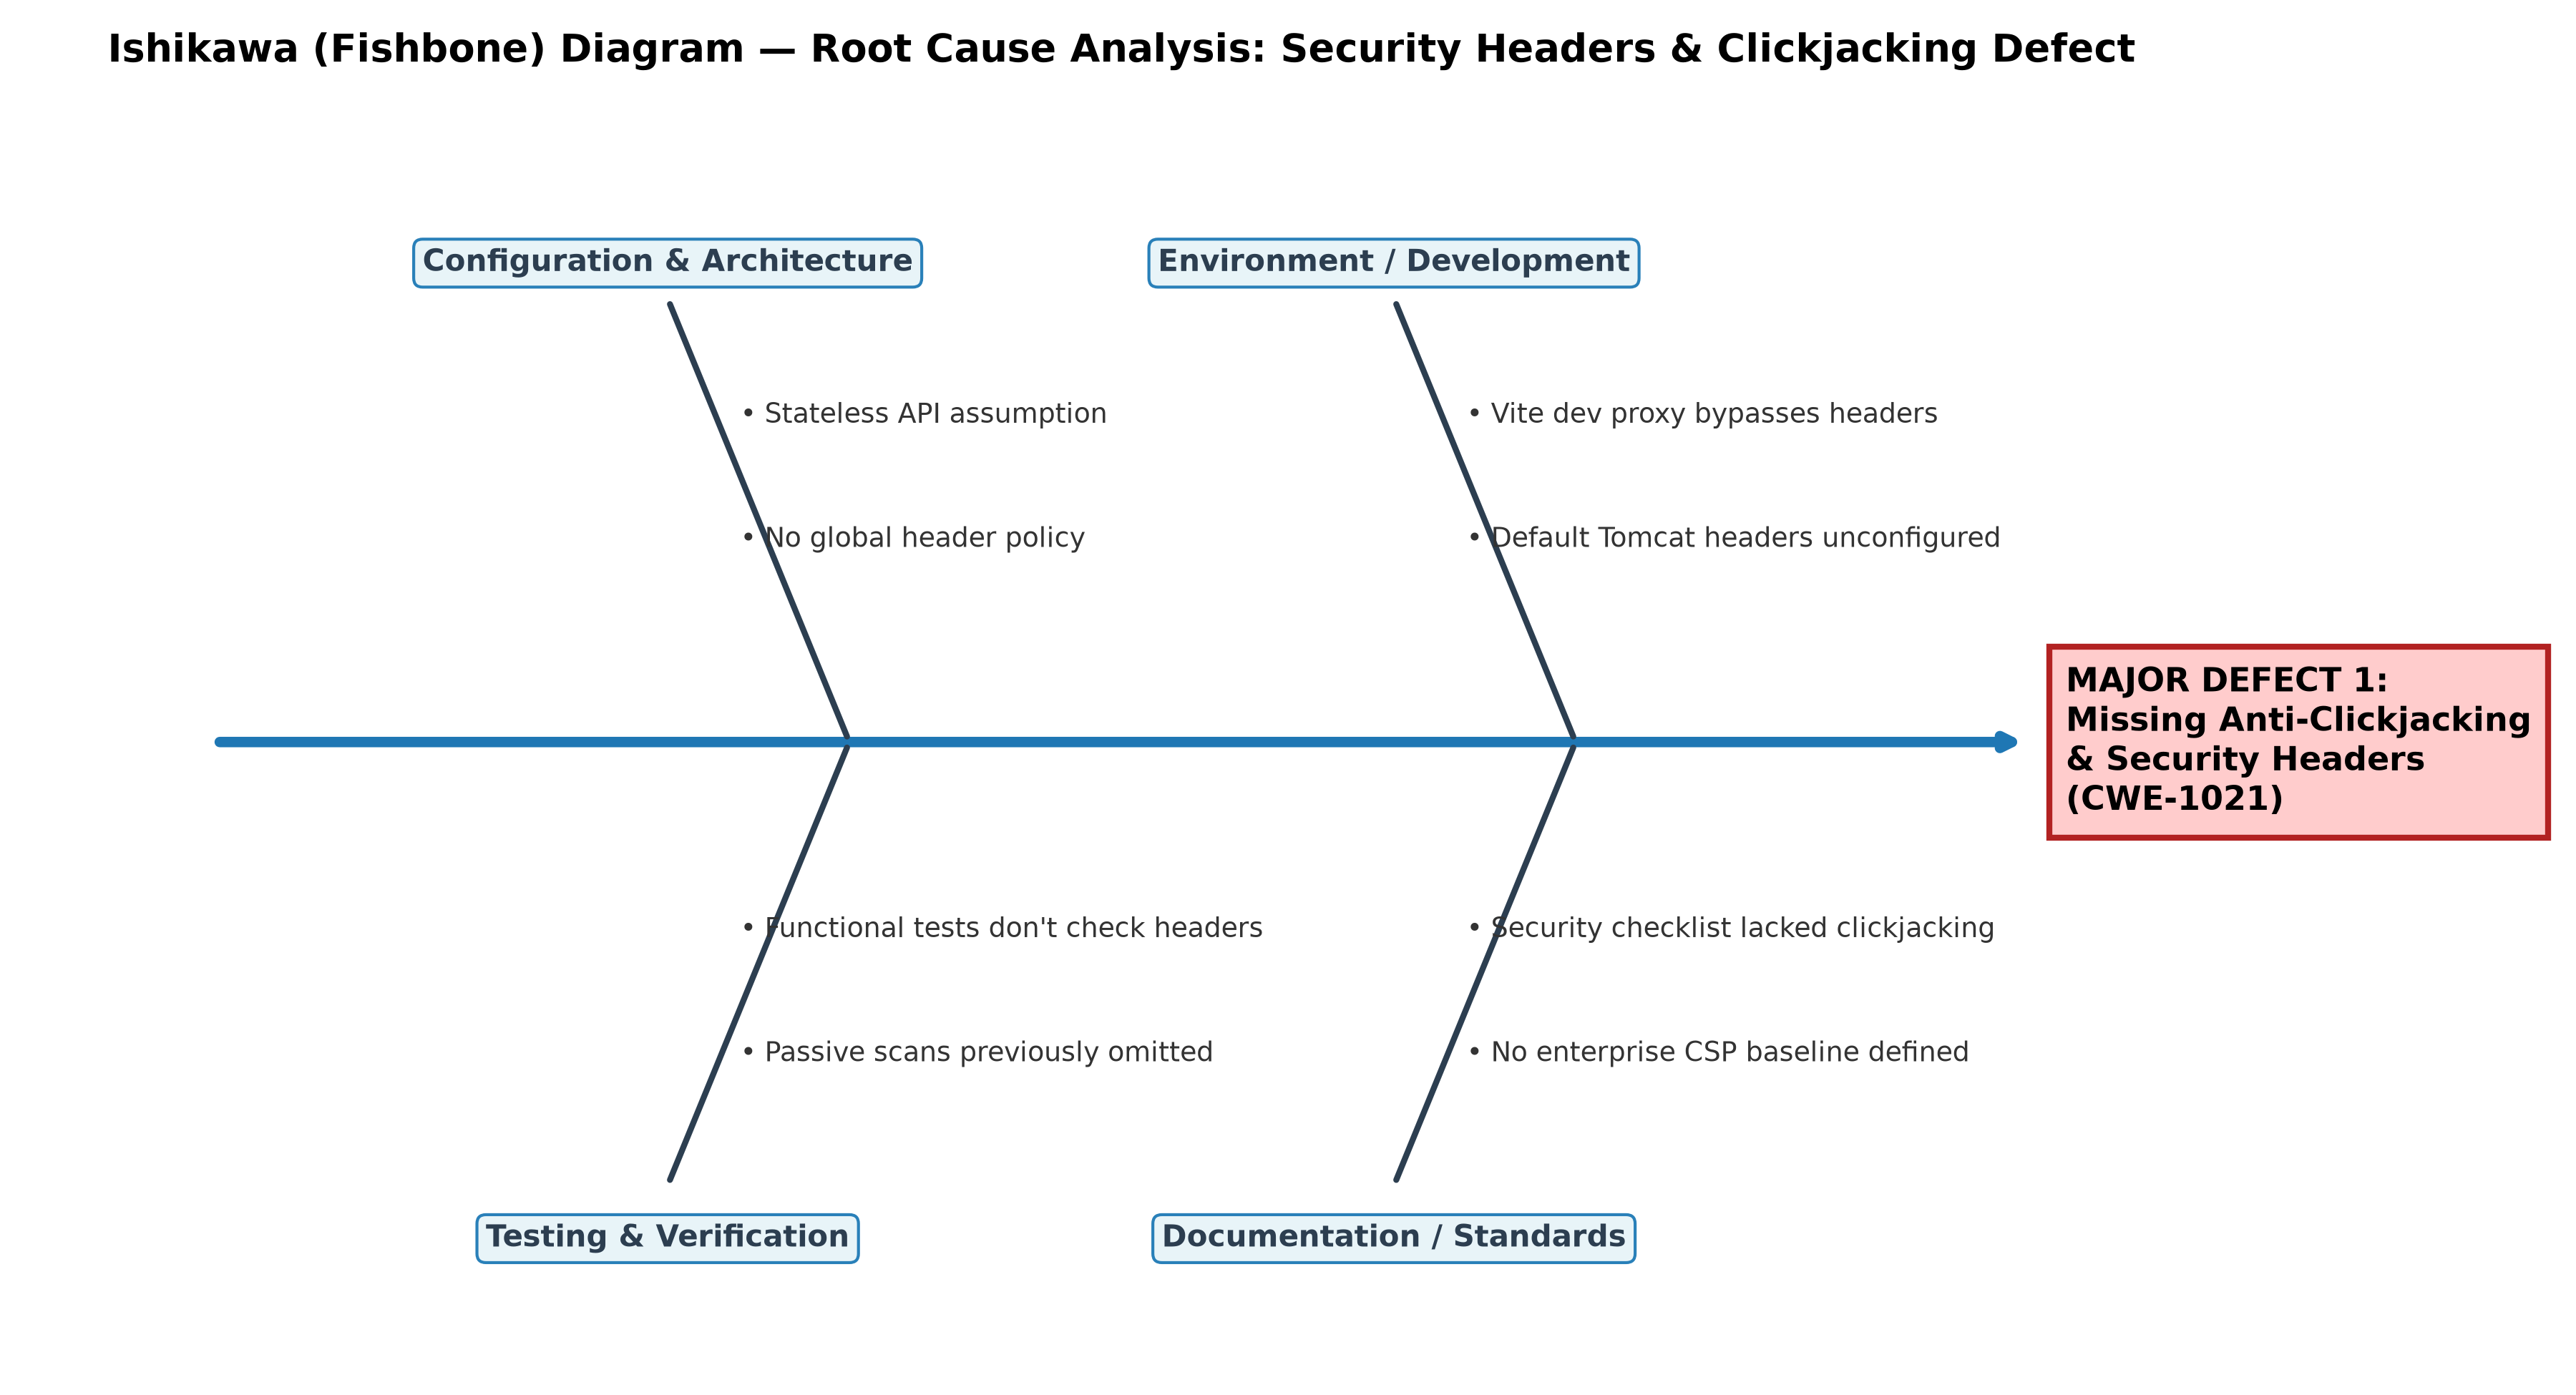 Ishikawa (Fishbone) Diagram — Root Cause Analysis: Security Headers & Clickjacking Defect
Configuration & Architecture
Environment / Development
• Stateless API assumption
• Vite dev proxy bypasses headers
• No global header policy
• Default Tomcat headers unconfigured
MAJOR DEFECT 1:
Missing Anti-Clickjacking
& Security Headers
(CWE-1021)
• Functional tests don't check headers
• Security checklist lacked clickjacking
• Passive scans previously omitted
• No enterprise CSP baseline defined
Testing & Verification
Documentation / Standards